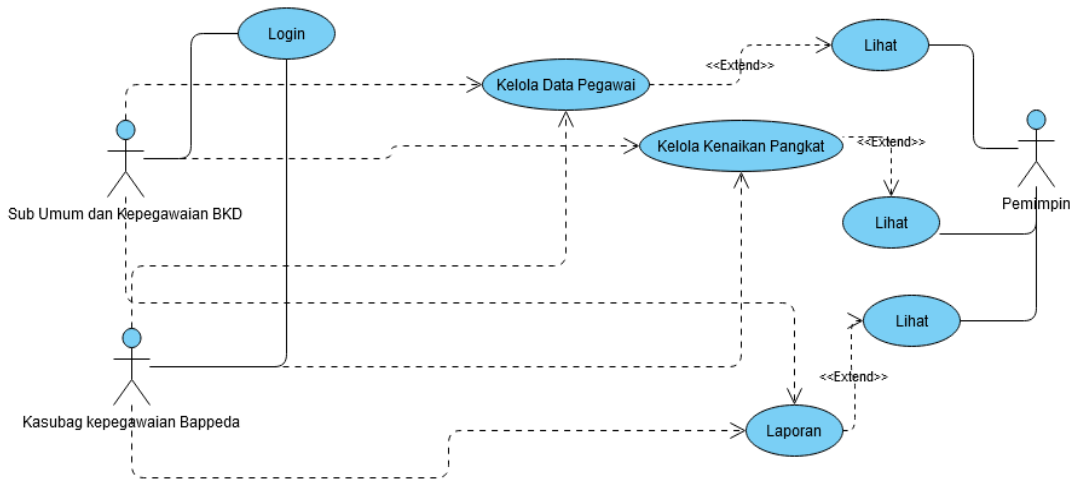 Login
Lihat
<<Extend>>
Kelola Data Pegawai
Kelola Kenaikan Pangkat
<<Extend>>
Sub Umum dan Kepegawaian BKD
Pemimpin
Lihat
Lihat
<<Extend>>
Kasubag kepegawaian Bappeda
Laporan